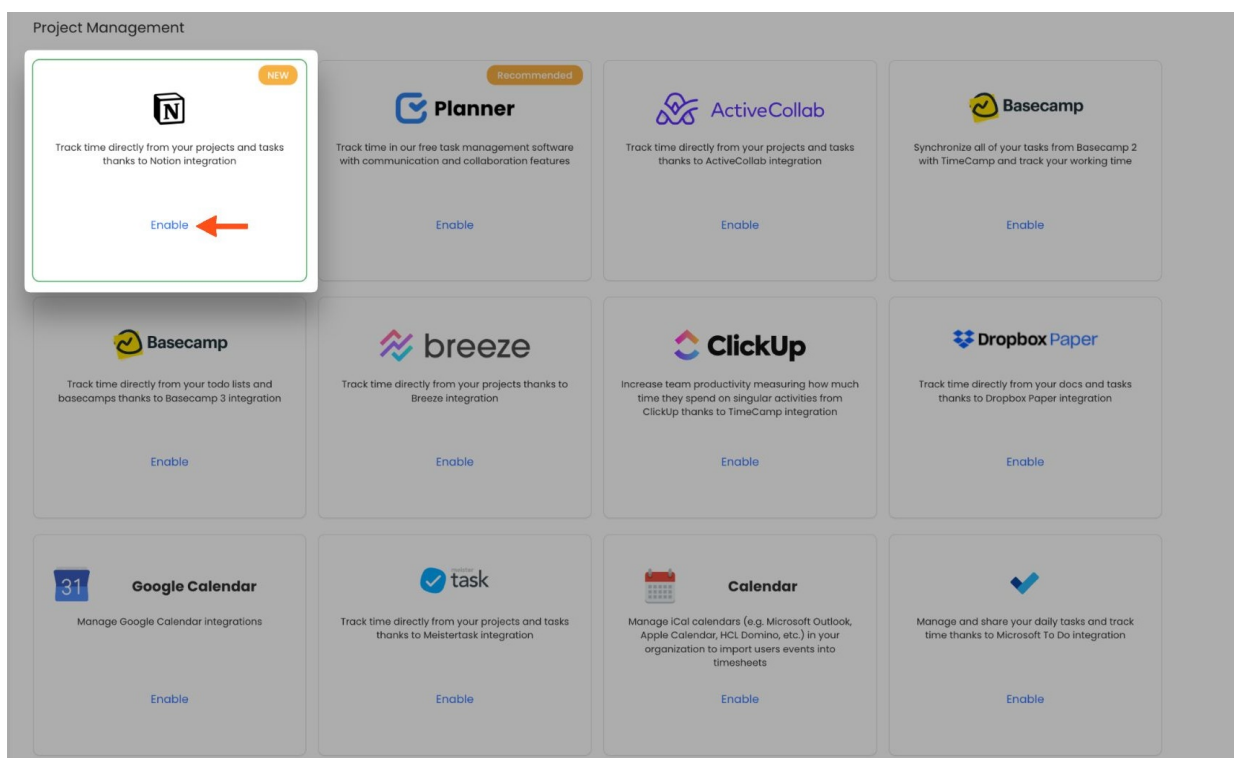 Project Management
NEW
N
Track time directly from your projects and tasks
thanks to Notion integration
Enable
Recommended
Planner
Track time in our free task management software
with communication and collaboration features
Enable
ActiveCollab
Track time directly from your projects and tasks
thanks to ActiveCollab integration
Enable
Basecamp
Synchronize all of your tasks from Basecamp 2
with TimeCamp and track your working time
Enable
Basecamp
Track time directly from your todo lists and
basecamps thanks to Basecamp 3 integration
Enable
breeze
Track time directly from your projects thanks to
Breeze integration
Enable
ClickUp
Increase team productivity measuring how much
time they spend on singular activities from
ClickUp thanks to TimeCamp integration
Enable
Dropbox Paper
Track time directly from your docs and tasks
thanks to Dropbox Paper integration
Enable
31
Google Calendar
Manage Google Calendar integrations
Enable
meister
task
Track time directly from your projects and tasks
thanks to Meistertask integration
Enable
Calendar
Manage iCal calendars (e.g. Microsoft Outlook,
Apple Calendar, HCL Domino, etc.) in your
organization to import users events into
timesheets
Enable
Manage and share your daily tasks and track
time thanks to Microsoft To Do integration
Enable